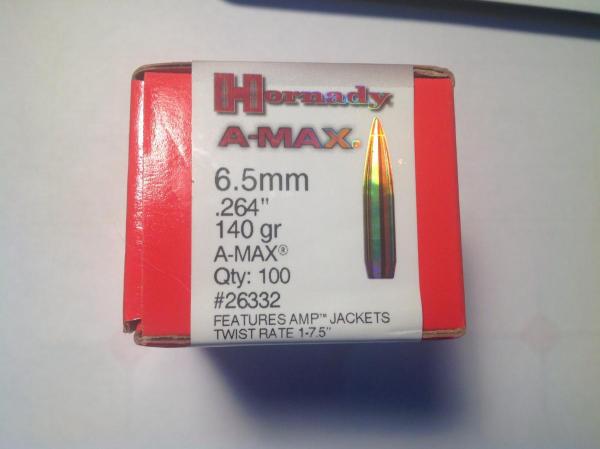 Hornady
A-MAX.
6.5mm
.264"
140 gr
A-MAX®
Qty: 100
#26332
FEATURES AMP™ JACKETS
TWIST RATE 1-7.5"